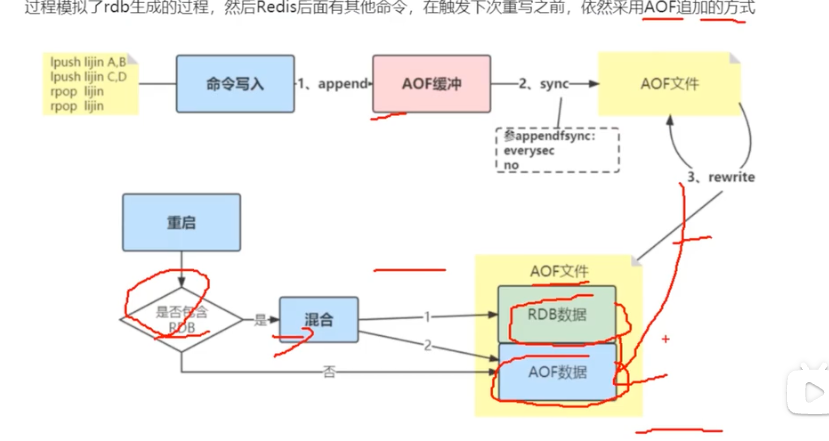 过程模拟了rdb生成的过程，然后Redis后面有其他命令，在触发下次重写之前，依然采用AOF追加的方式
lpush lijin A,B
lpush lijin C,D
rpop lijin
rpop lijin
命令写入
1、append
AOF缓冲
2、sync
AOF文件
参appendfsync：
everysec
no
3、rewrite
重启
是否包含
RDB
是
混合
1
2
否
AOF文件
RDB数据
AOF数据